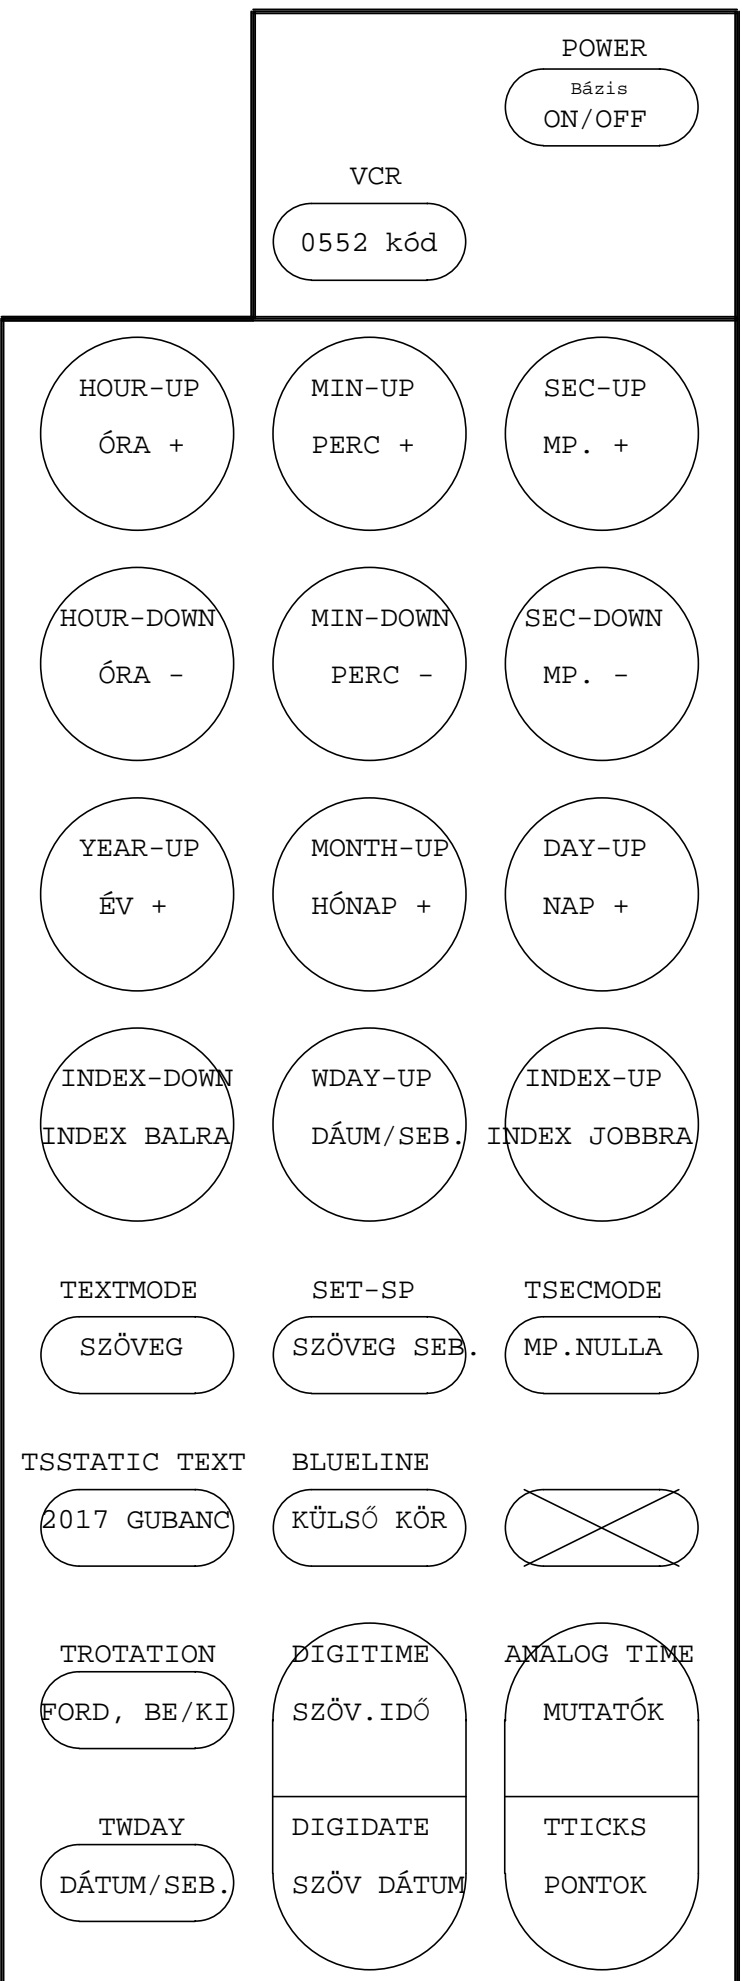 POWER
Bázis
ON/OFF
VCR
0552 kód
HOUR-UP MIN-UP SEC-UP
ÓRA + PERC + MP. +
HOUR-DOWN MIN-DOWN SEC-DOWN
ÓRA - PERC - MP. -
YEAR-UP MONTH-UP DAY-UP
ÉV + HÓNAP + NAP +
INDEX-DOWN WDAY-UP INDEX-UP
INDEX BALRA DÁUM/SEB. INDEX JOBBRA
TEXTMODE SET-SP TSECMODE
SZÖVEG SZÖVEG SEB. MP.NULLA
TSSTATIC TEXT BLUELINE
2017 GUBANC KÜLSŐ KÖR
TROTATION DIGITIME ANALOG TIME
FORD, BE/KI SZÖV.IDŐ MUTATÓK
TWDAY DIGIDATE TTICKS
DÁTUM/SEB. SZÖV DÁTUM PONTOK